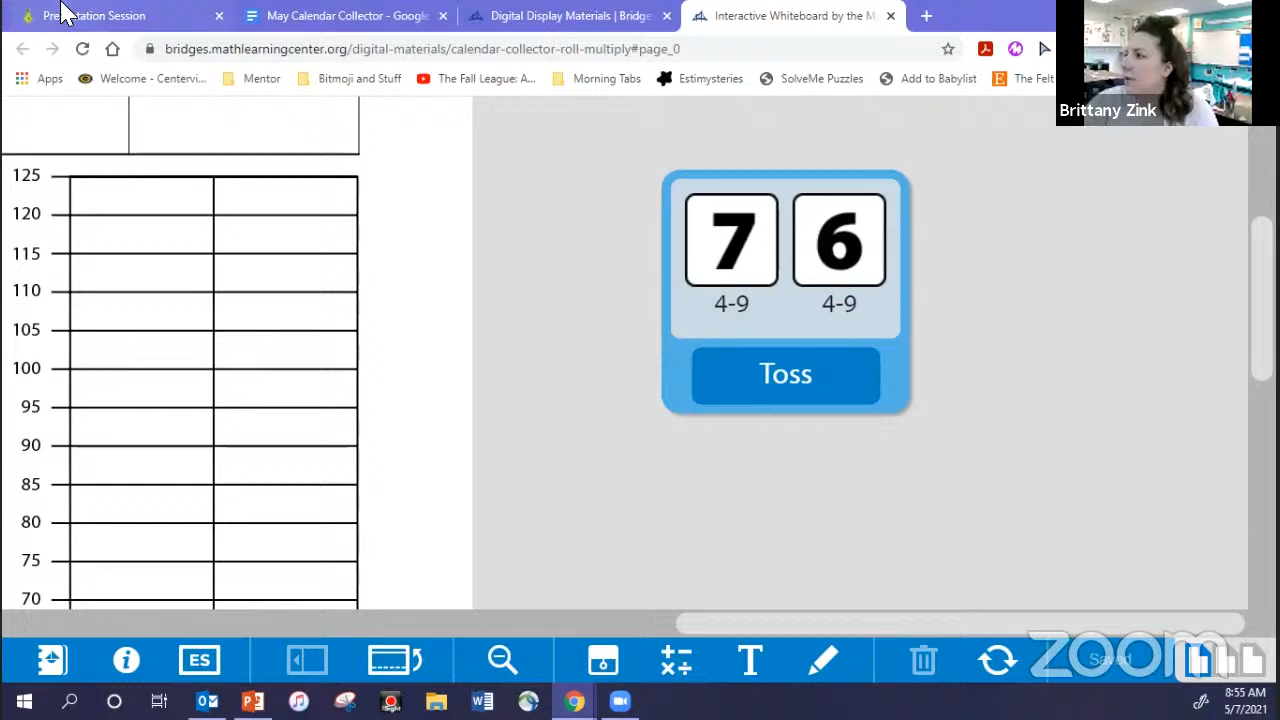 Presentation Session
May Calendar Collector - Google
Digital Display Materials | Bridge
Interactive Whiteboard by the M
bridges.mathlearningcenter.org/digital-materials/calendar-collector-roll-multiply#page_0
Apps
Welcome - Centervi...
Mentor
Bitmoji and Stuff
The Fall League: A...
Morning Tabs
Estimysteries
SolveMe Puzzles
Add to Babylist
The Felt
Brittany Zink
125
120
115
110
105
100
95
90
85
80
75
70
7 6
4-9 4-9
Toss
ES
T
Saved
zoom
8:55 AM
5/7/2021